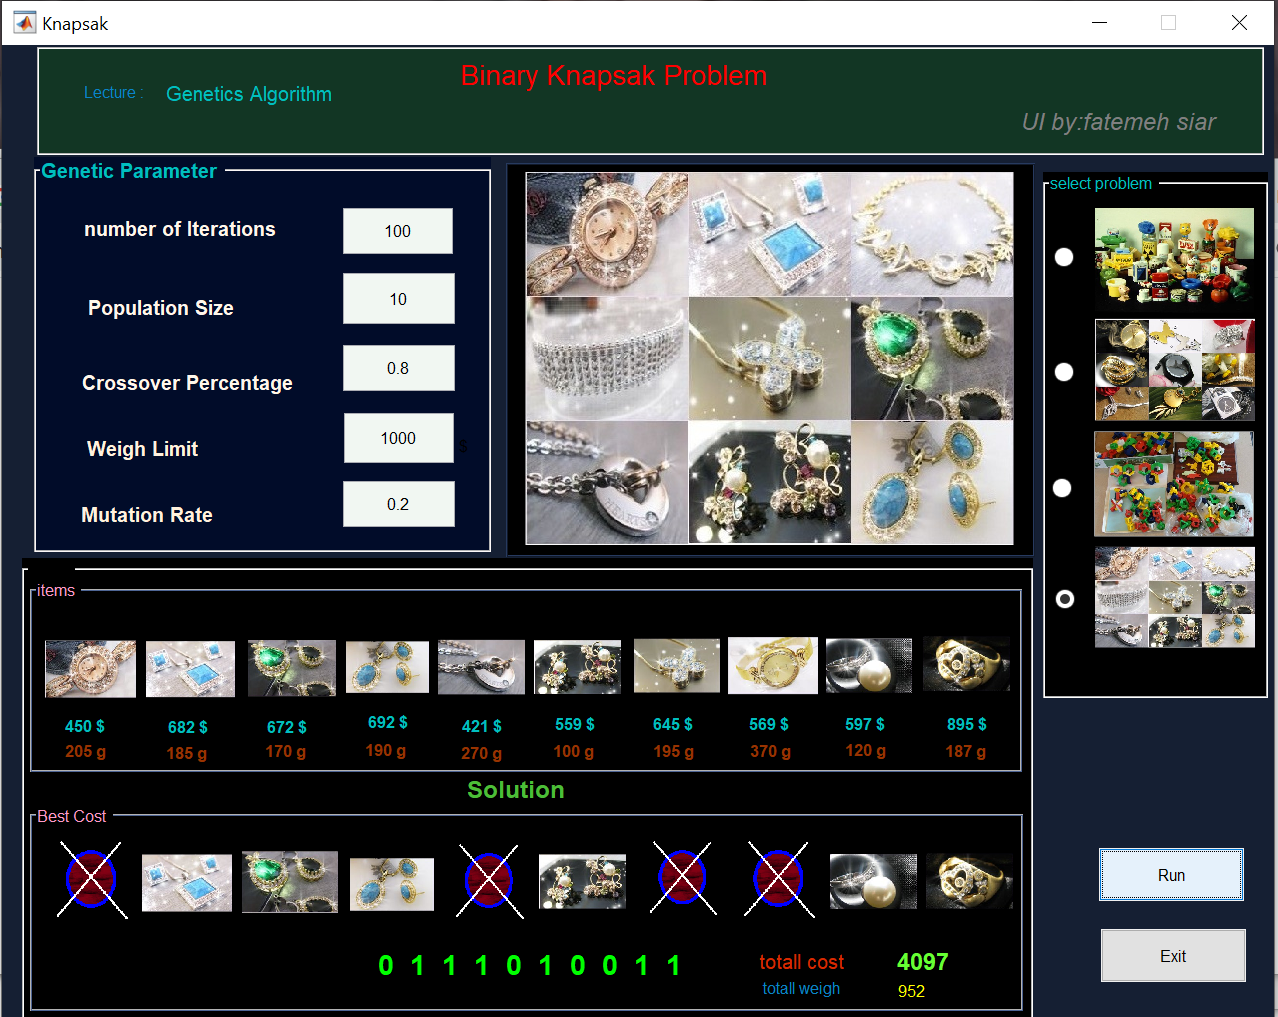 Knapsak
Binary Knapsak Problem
Lecture : Genetics Algorithm
UI by:fatemeh siar
Genetic Parameter
number of Iterations 100
Population Size 10
Crossover Percentage 0.8
Weigh Limit 1000 $
Mutation Rate 0.2
select problem
items
450 $ 682 $ 672 $ 692 $ 421 $ 559 $ 645 $ 569 $ 597 $ 895 $
205 g 185 g 170 g 190 g 270 g 100 g 195 g 370 g 120 g 187 g
Solution
Best Cost
0 1 1 1 0 1 0 0 1 1
totall cost 4097
totall weigh 952
Run
Exit